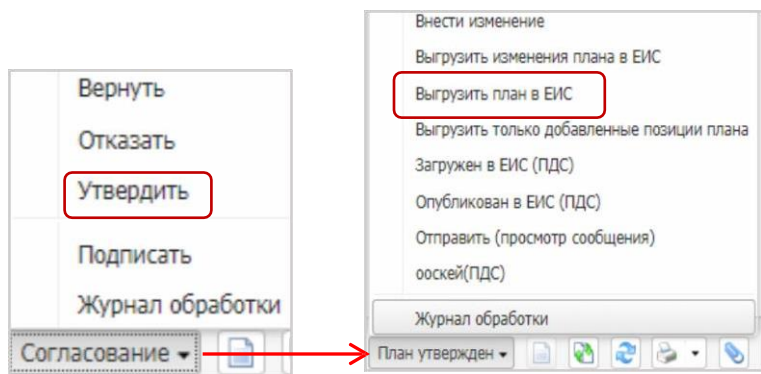 Вернуть
Отказать
Утвердить
Подписать
Журнал обработки
Согласование
Внести изменение
Выгрузить изменения плана в ЕИС
Выгрузить план в ЕИС
Выгрузить только добавленные позиции плана
Загружен в ЕИС (ПДС)
Опубликован в ЕИС (ПДС)
Отправить (просмотр сообщения)
ооскей(ПДС)
Журнал обработки
План утвержден